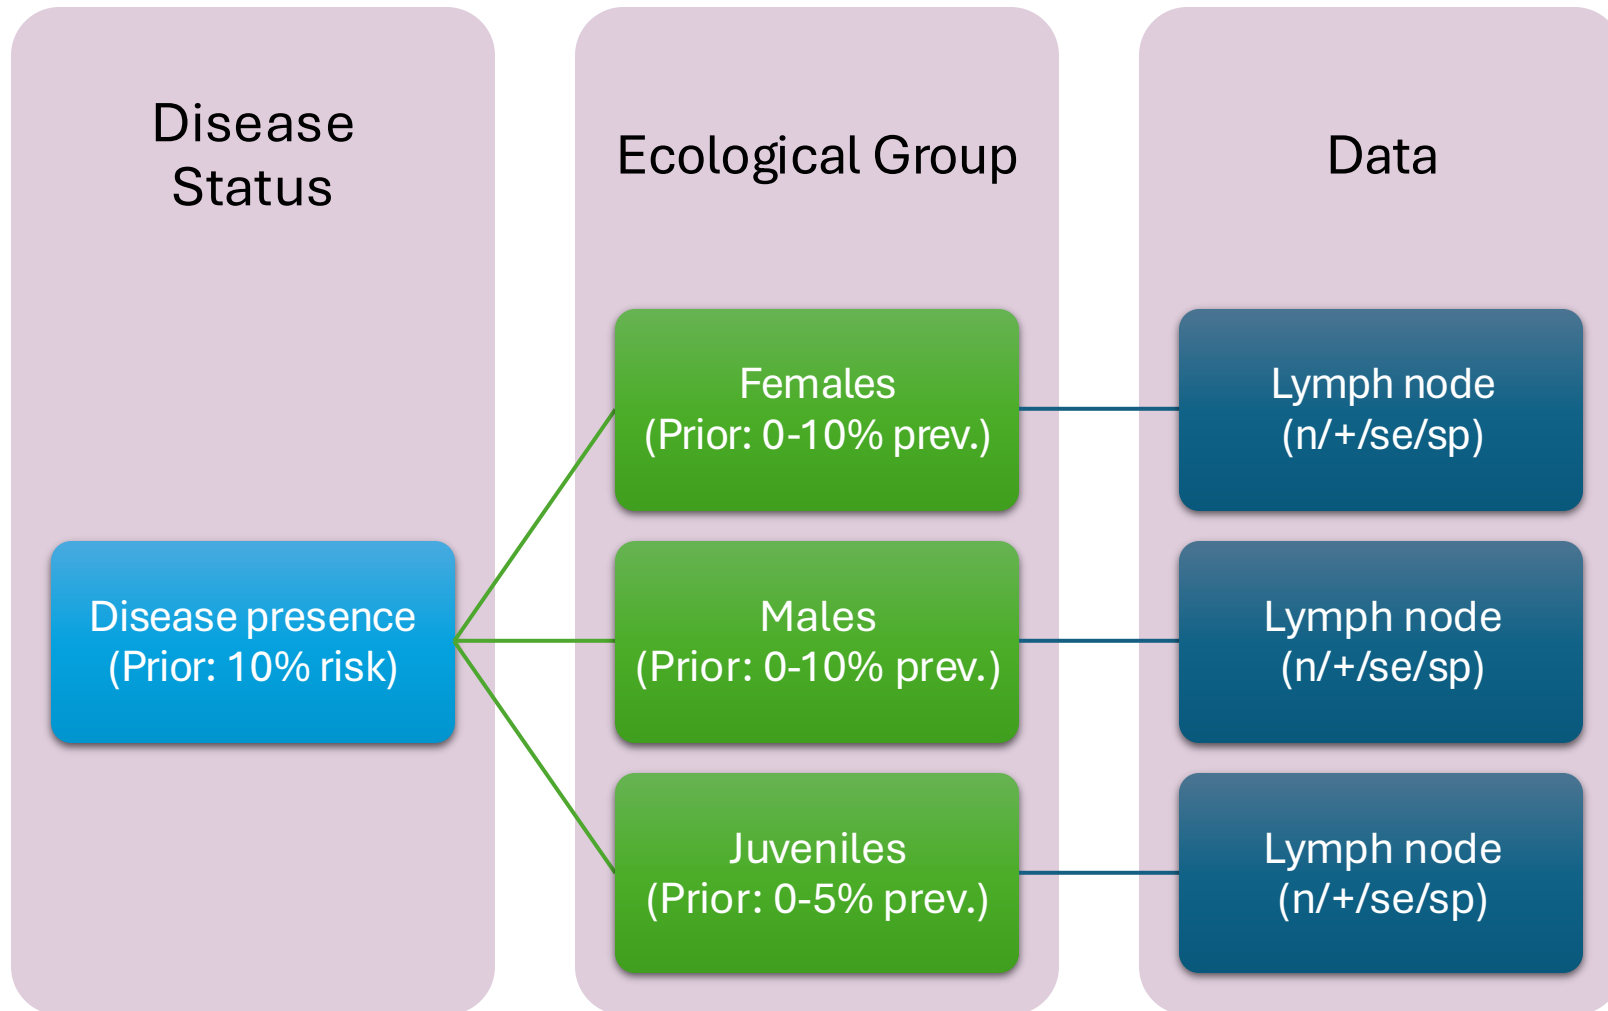 Disease
Status
Ecological Group
Data
Disease presence
(Prior: 10% risk)
Females
(Prior: 0-10% prev.)
Males
(Prior: 0-10% prev.)
Juveniles
(Prior: 0-5% prev.)
Lymph node
(n/+/se/sp)
Lymph node
(n/+/se/sp)
Lymph node
(n/+/se/sp)